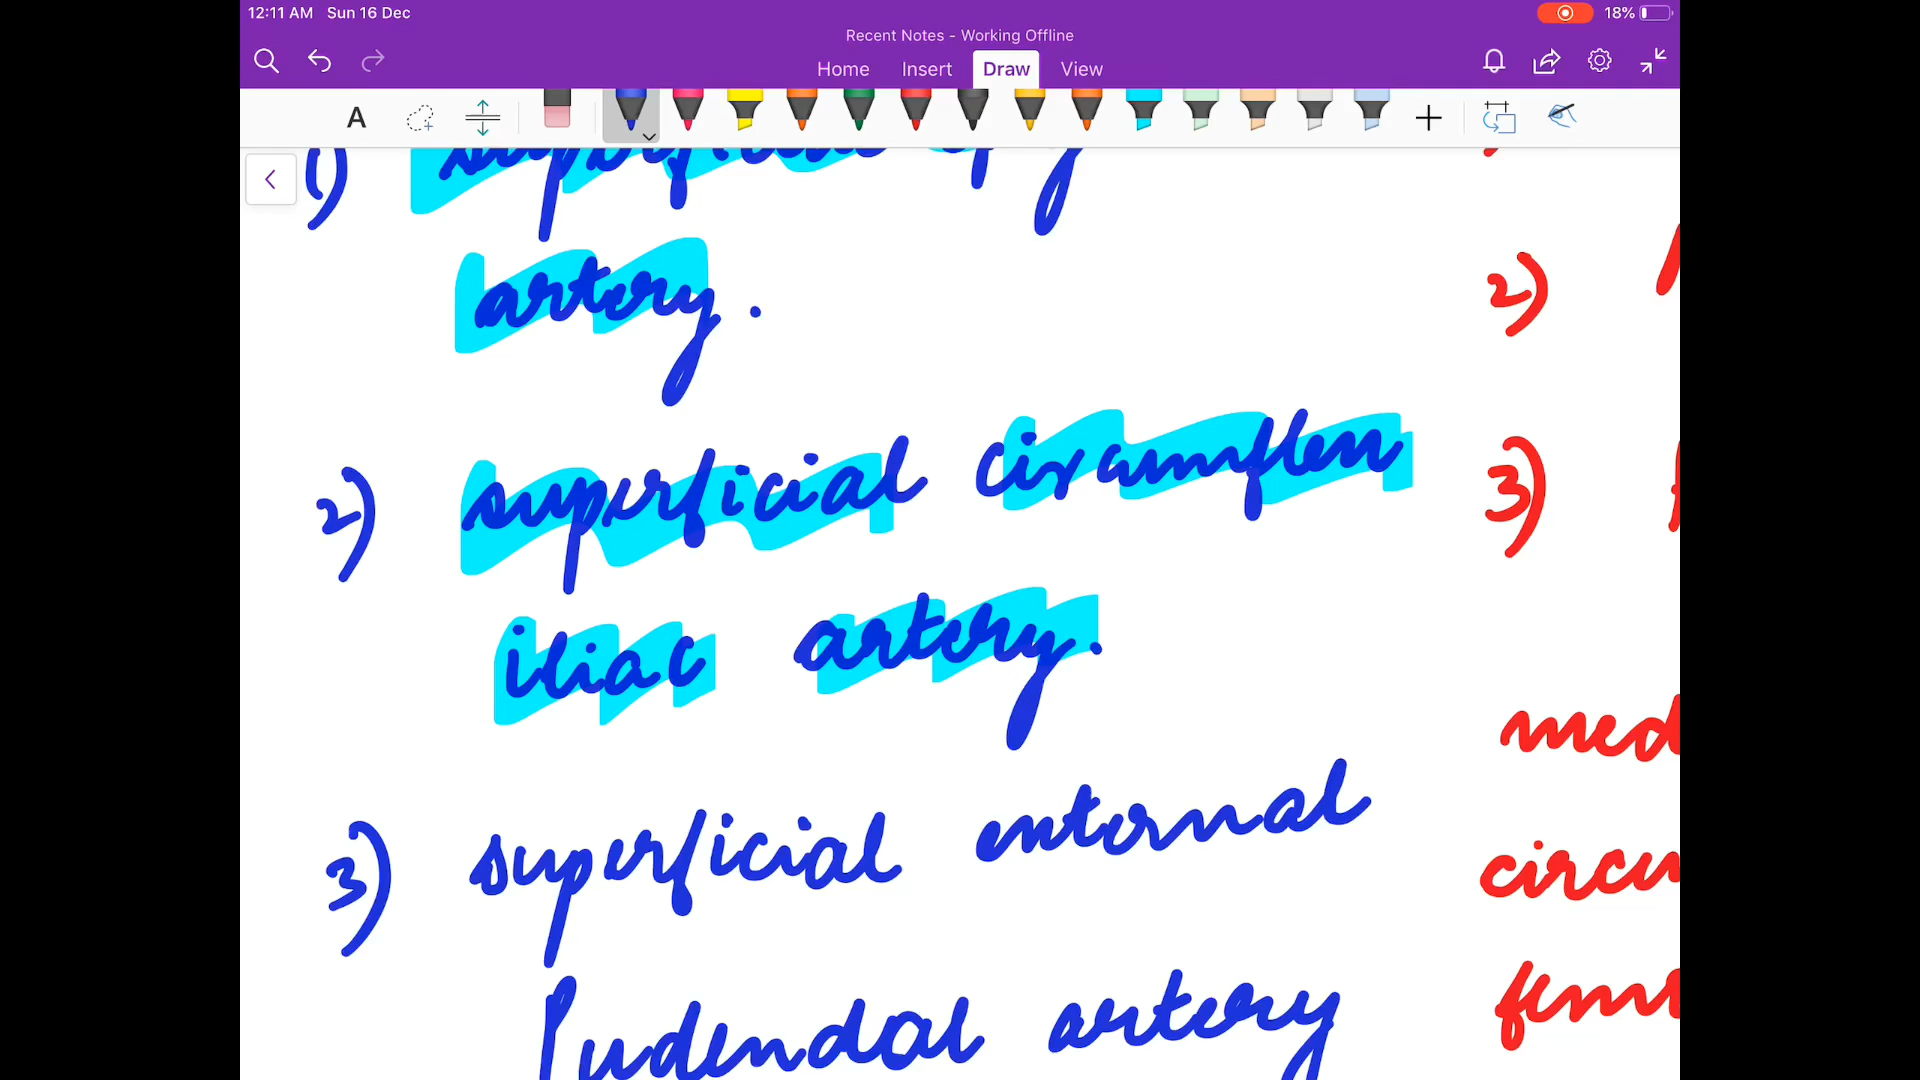 12:11 AM Sun 16 Dec
18%
Recent Notes - Working Offline
Home Insert Draw View
A
1) superficial
artery.
2) superficial circumflex
iliac artery.
3) superficial external
pudendal artery
2)
3)
med
circu
fem